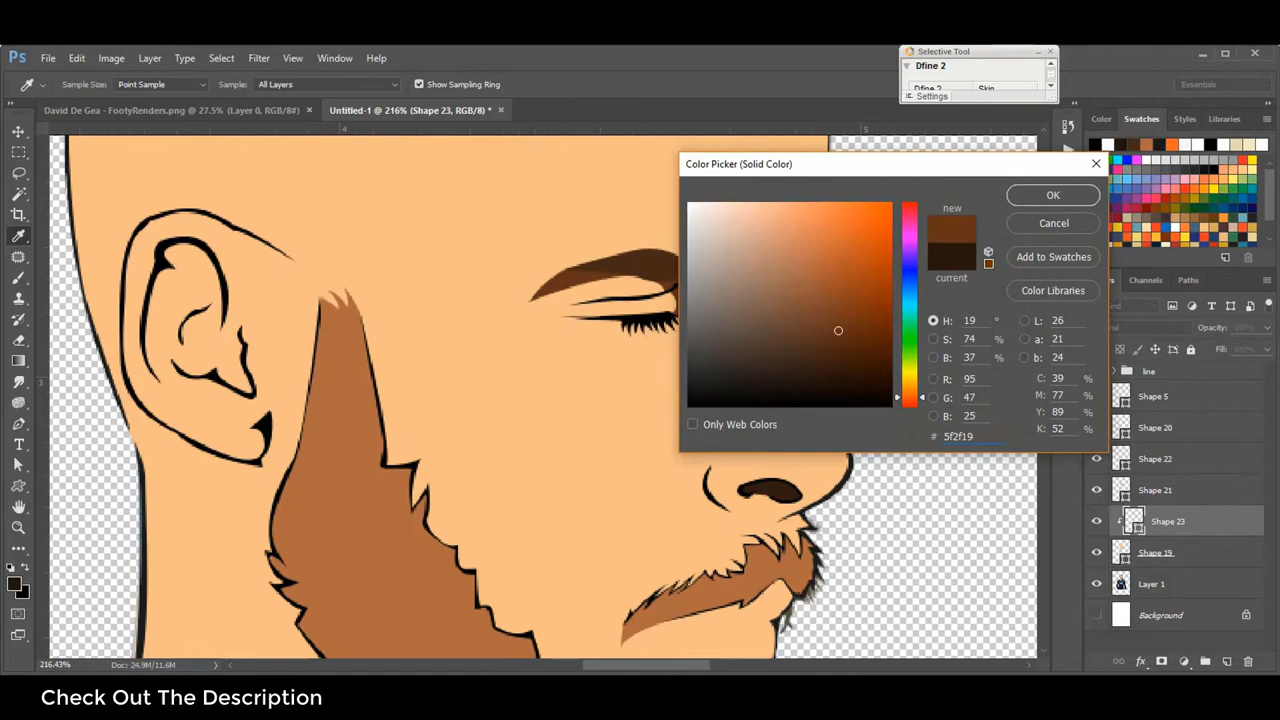 Selective Tool
Dfine 2
Dfine 2 Skin
Settings
Ps File Edit Image Layer Type Select Filter View Window Help
Sample Size: Point Sample Sample: All Layers Show Sampling Ring
Essentials
David De Gea - FootyRenders.png @ 27.5% (Layer 0, RGB/8#) ×
Untitled-1 @ 216% (Shape 23, RGB/8) * ×
Color Swatches Styles Libraries
4 5
3
Color Picker (Solid Color)
new
current
OK
Cancel
Add to Swatches
Color Libraries
H: 19 °
S: 74 %
B: 37 %
R: 95
G: 47
B: 25
L: 26
a: 21
b: 24
C: 39 %
M: 77 %
Y: 89 %
K: 52 %
# 5f2f19
Only Web Colors
Channels Paths
Opacity:
Fill:
line
Shape 5
Shape 20
Shape 22
Shape 21
Shape 23
Shape 19
Layer 1
Background
fx
216.43% Doc: 24.9M/11.6M
Check Out The Description